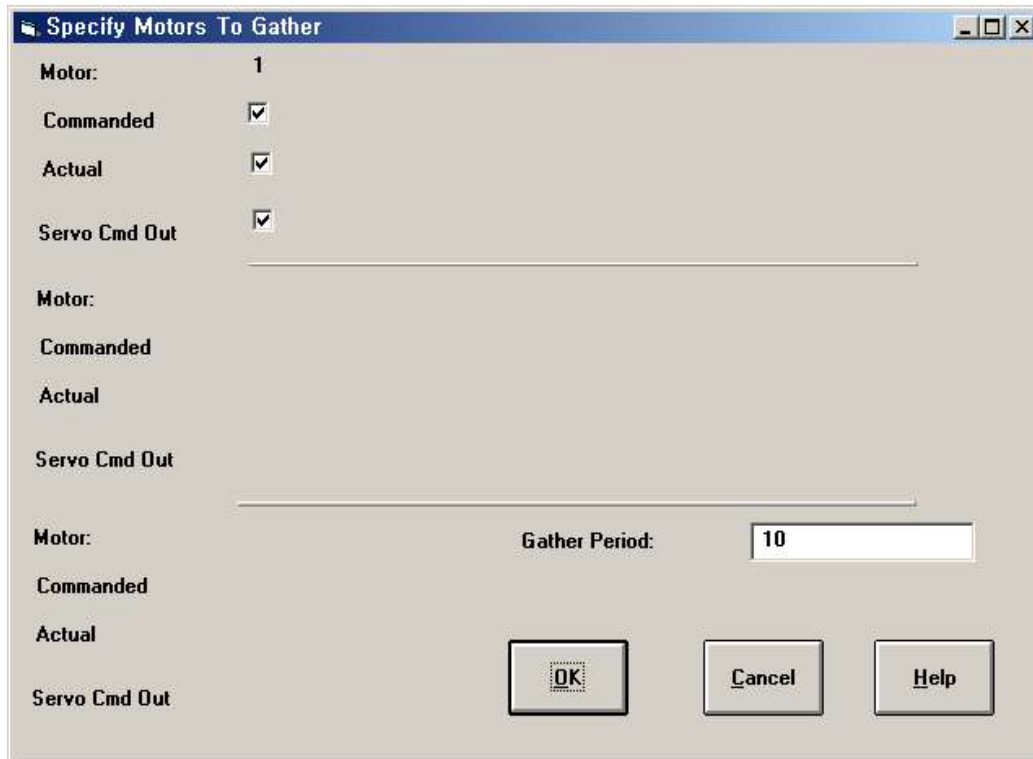 Specify Motors To Gather
Motor: 1
Commanded
Actual
Servo Cmd Out
Motor:
Commanded
Actual
Servo Cmd Out
Motor:
Gather Period: 10
Commanded
Actual
Servo Cmd Out
OK Cancel Help